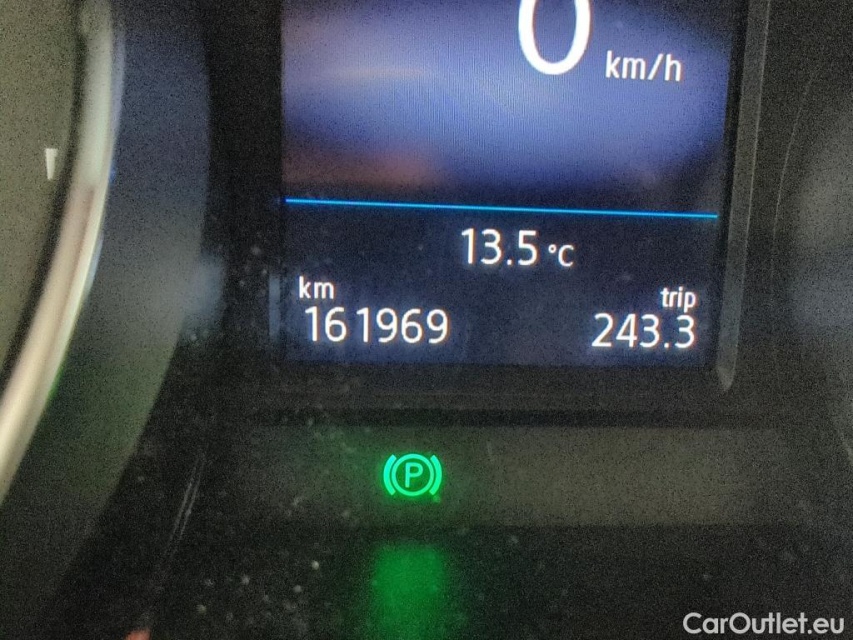 0 km/h
13.5 °C
km trip
161969 243.3
P
CarOutlet.eu